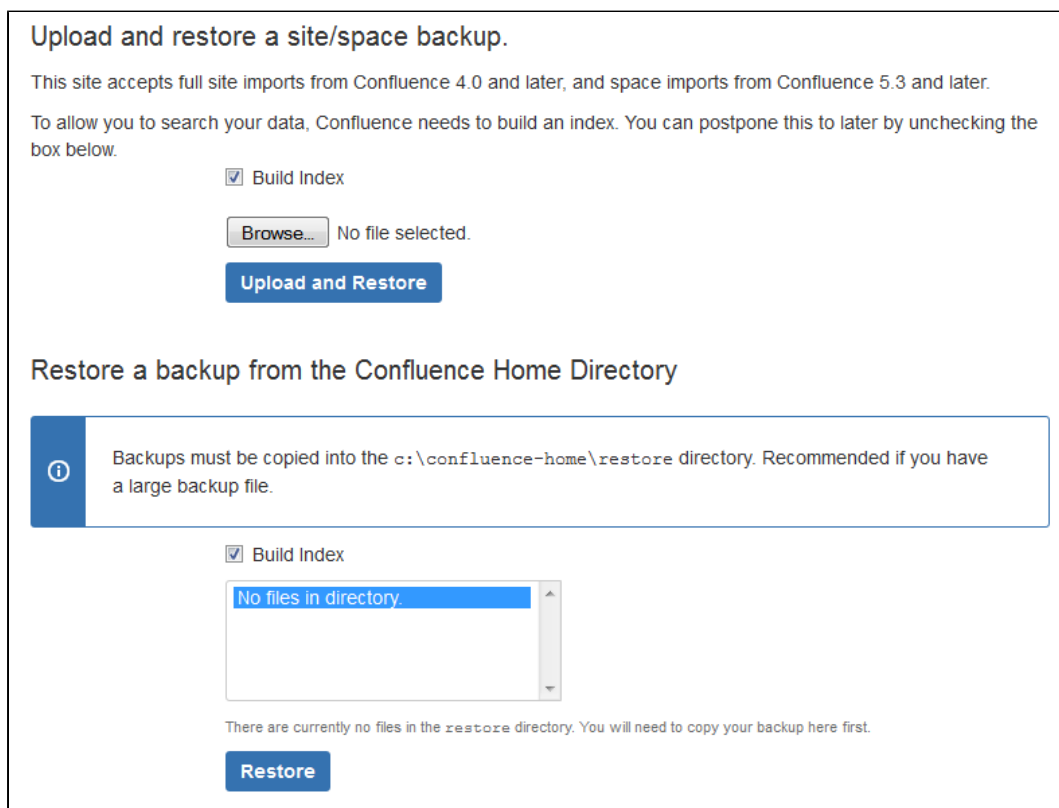 Upload and restore a site/space backup.
This site accepts full site imports from Confluence 4.0 and later, and space imports from Confluence 5.3 and later.
To allow you to search your data, Confluence needs to build an index. You can postpone this to later by unchecking the
box below.
Build Index
Browse... No file selected.
Upload and Restore
Restore a backup from the Confluence Home Directory
Backups must be copied into the c:\confluence-home\restore directory. Recommended if you have
a large backup file.
Build Index
No files in directory.
There are currently no files in the restore directory. You will need to copy your backup here first.
Restore